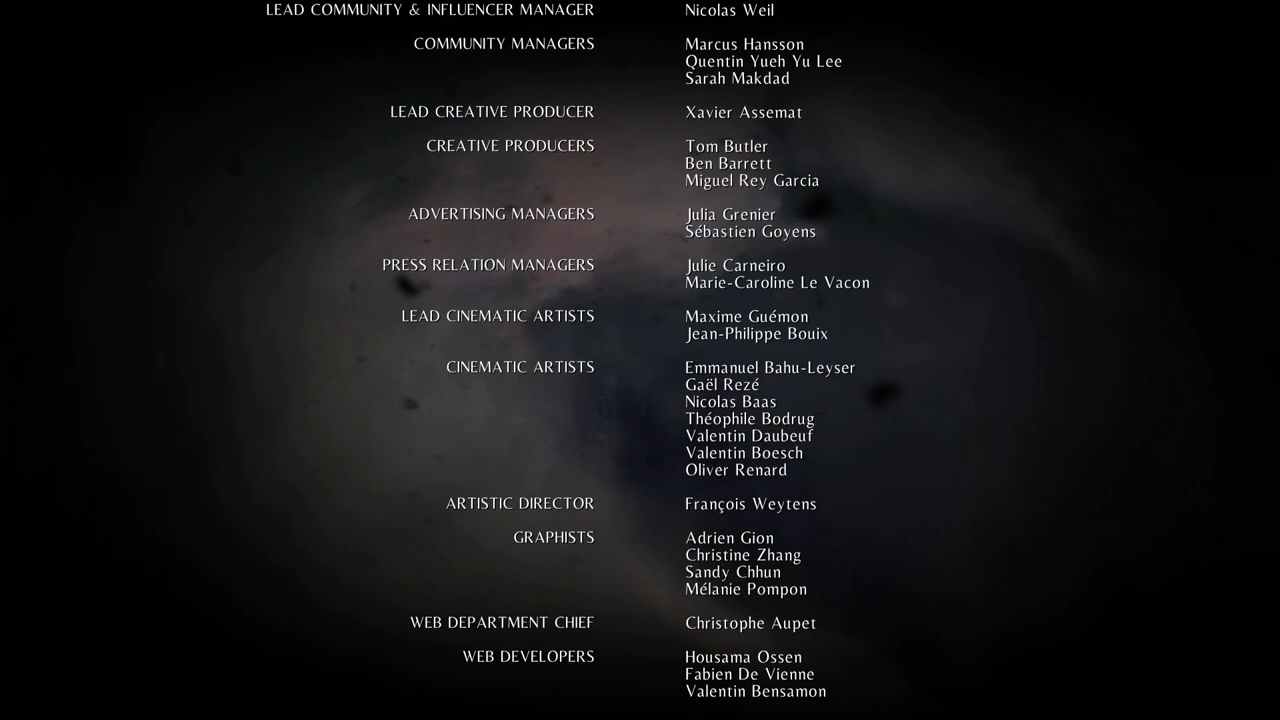 LEAD COMMUNITY & INFLUENCER MANAGER Nicolas Weil
COMMUNITY MANAGERS Marcus Hansson
Quentin Yueh Yu Lee
Sarah Makdad
LEAD CREATIVE PRODUCER Xavier Assemat
CREATIVE PRODUCERS Tom Butler
Ben Barrett
Miguel Rey Garcia
ADVERTISING MANAGERS Julia Grenier
Sébastien Goyens
PRESS RELATION MANAGERS Julie Carneiro
Marie-Caroline Le Vacon
LEAD CINEMATIC ARTISTS Maxime Guémon
Jean-Philippe Bouix
CINEMATIC ARTISTS Emmanuel Bahu-Leyser
Gaël Rezé
Nicolas Baas
Théophile Bodrug
Valentin Daubeuf
Valentin Boesch
Oliver Renard
ARTISTIC DIRECTOR François Weytens
GRAPHISTS Adrien Gion
Christine Zhang
Sandy Chhun
Mélanie Pompon
WEB DEPARTMENT CHIEF Christophe Aupet
WEB DEVELOPERS Housama Ossen
Fabien De Vienne
Valentin Bensamon